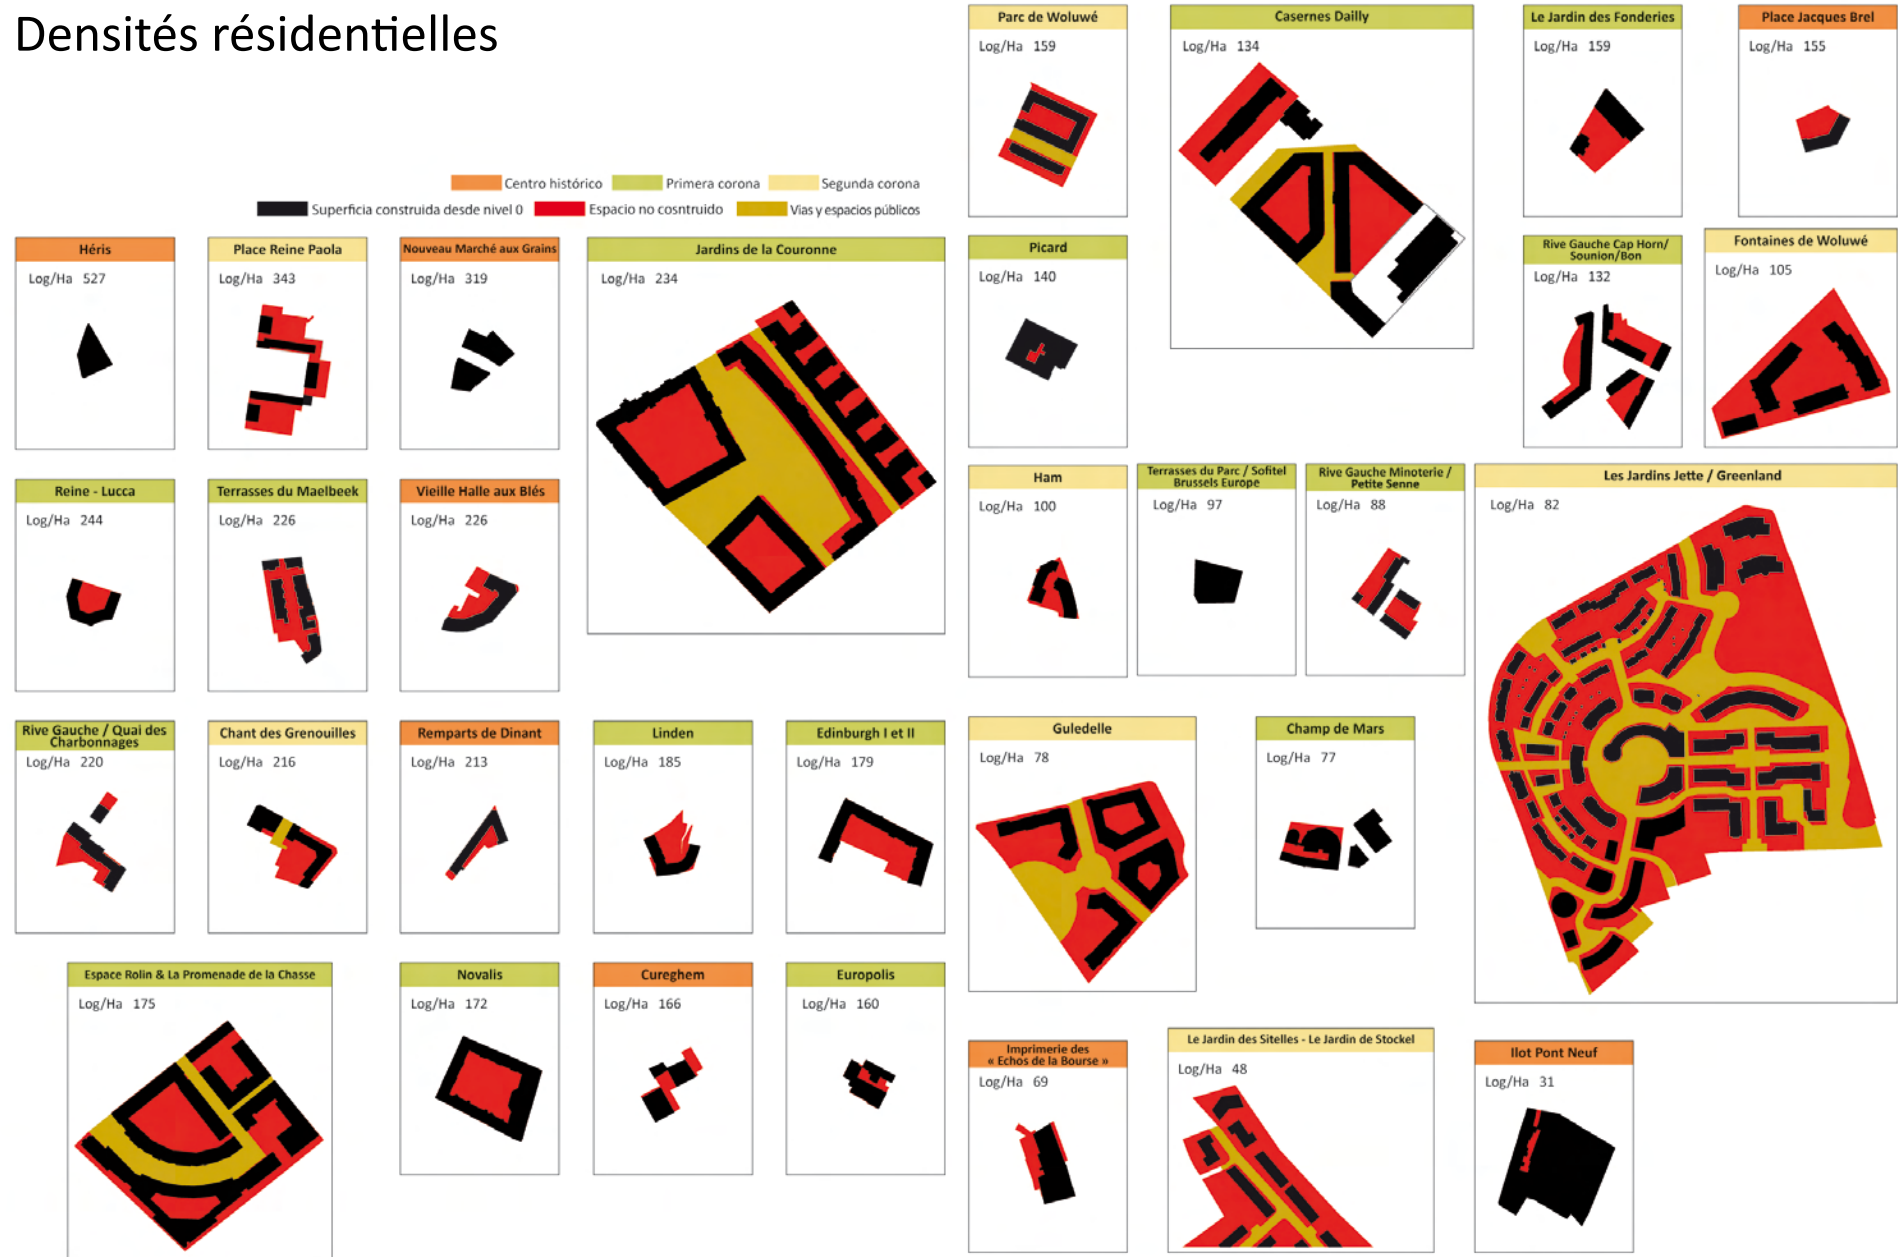 Densités résidentielles
Centro histórico
Primera corona
Segunda corona
Superficia construida desde nivel 0
Espacio no cosntruido
Vias y espacios públicos
Héris
Log/Ha 527
Place Reine Paola
Log/Ha 343
Nouveau Marché aux Grains
Log/Ha 319
Jardins de la Couronne
Log/Ha 234
Reine - Lucca
Log/Ha 244
Terrasses du Maelbeek
Log/Ha 226
Vieille Halle aux Blés
Log/Ha 226
Rive Gauche / Quai des
Charbonnages
Log/Ha 220
Chant des Grenouilles
Log/Ha 216
Remparts de Dinant
Log/Ha 213
Linden
Log/Ha 185
Edinburgh I et II
Log/Ha 179
Espace Rolin & La Promenade de la Chasse
Log/Ha 175
Novalis
Log/Ha 172
Cureghem
Log/Ha 166
Europolis
Log/Ha 160
Parc de Woluwé
Log/Ha 159
Casernes Dailly
Log/Ha 134
Le Jardin des Fonderies
Log/Ha 159
Place Jacques Brel
Log/Ha 155
Picard
Log/Ha 140
Rive Gauche Cap Horn/
Sounion/Bon
Log/Ha 132
Fontaines de Woluwé
Log/Ha 105
Ham
Log/Ha 100
Terrasses du Parc / Sofitel
Brussels Europe
Log/Ha 97
Rive Gauche Minoterie /
Petite Senne
Log/Ha 88
Les Jardins Jette / Greenland
Log/Ha 82
Guledelle
Log/Ha 78
Champ de Mars
Log/Ha 77
Imprimerie des
« Echos de la Bourse »
Log/Ha 69
Le Jardin des Sitelles - Le Jardin de Stockel
Log/Ha 48
Ilot Pont Neuf
Log/Ha 31